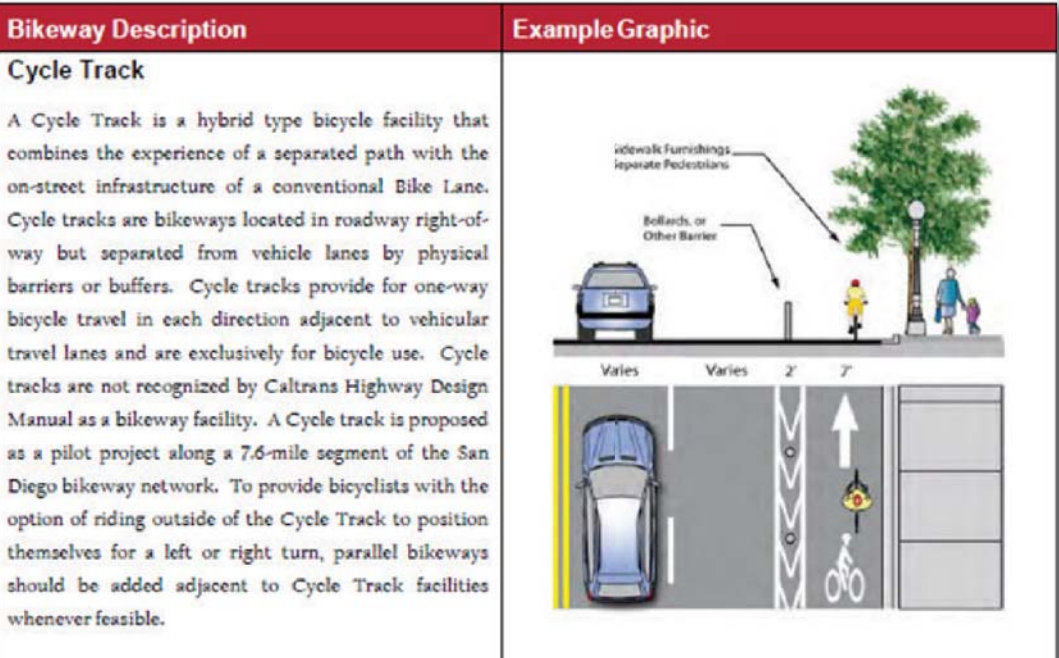 Bikeway Description
Example Graphic
Cycle Track
A Cycle Track is a hybrid type bicycle facility that
combines the experience of a separated path with the
on-street infrastructure of a conventional Bike Lane.
Cycle tracks are bikeways located in roadway right-of-
way but separated from vehicle lanes by physical
barriers or buffers. Cycle tracks provide for one-way
bicycle travel in each direction adjacent to vehicular
travel lanes and are exclusively for bicycle use. Cycle
tracks are not recognized by Caltrans Highway Design
Manual as a bikeway facility. A Cycle track is proposed
as a pilot project along a 7.6-mile segment of the San
Diego bikeway network. To provide bicyclists with the
option of riding outside of the Cycle Track to position
themselves for a left or right turn, parallel bikeways
should be added adjacent to Cycle Track facilities
whenever feasible.
idewalk Furnishings
eparate Pedestrians
Bollards, or
Other Barrier
Varies Varies 2' 7'